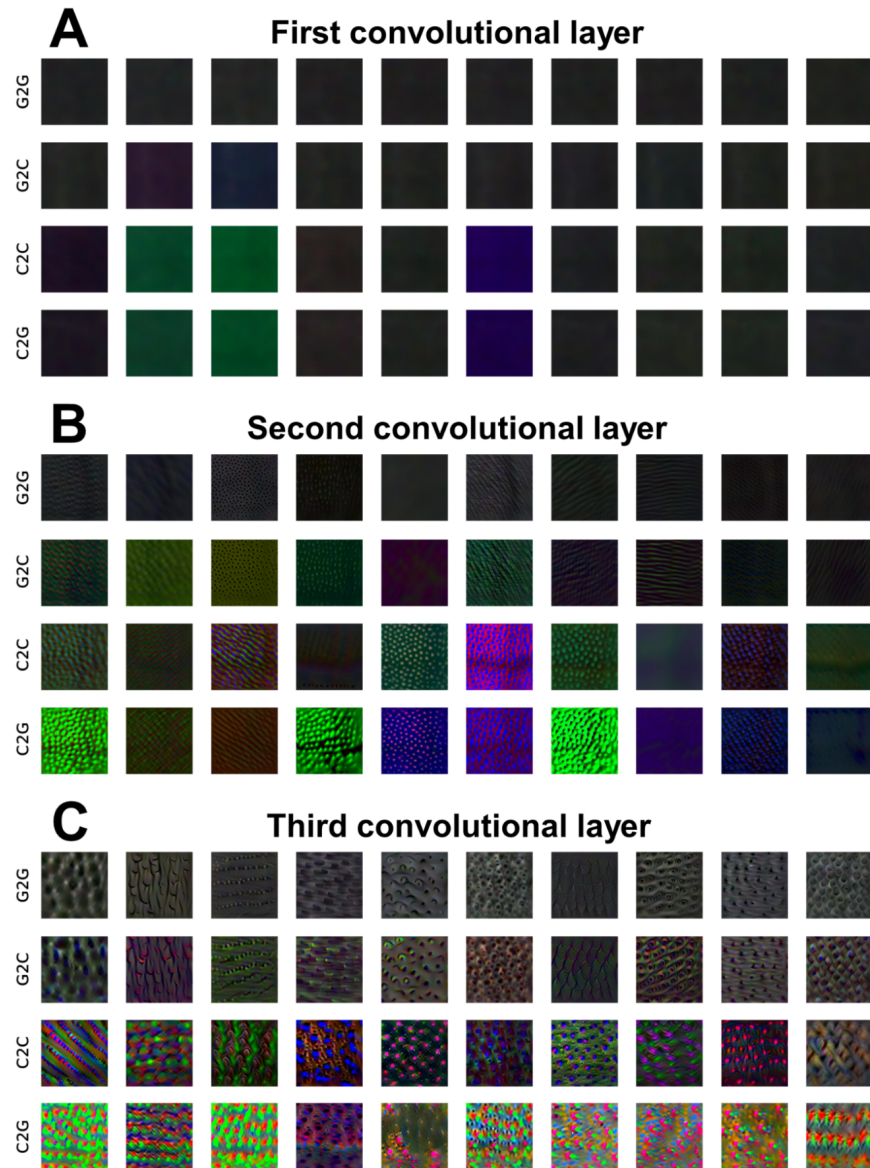 A
First convolutional layer
G2G
G2C
C2C
C2G
B
Second convolutional layer
G2G
G2C
C2C
C2G
C
Third convolutional layer
G2G
G2C
C2C
C2G